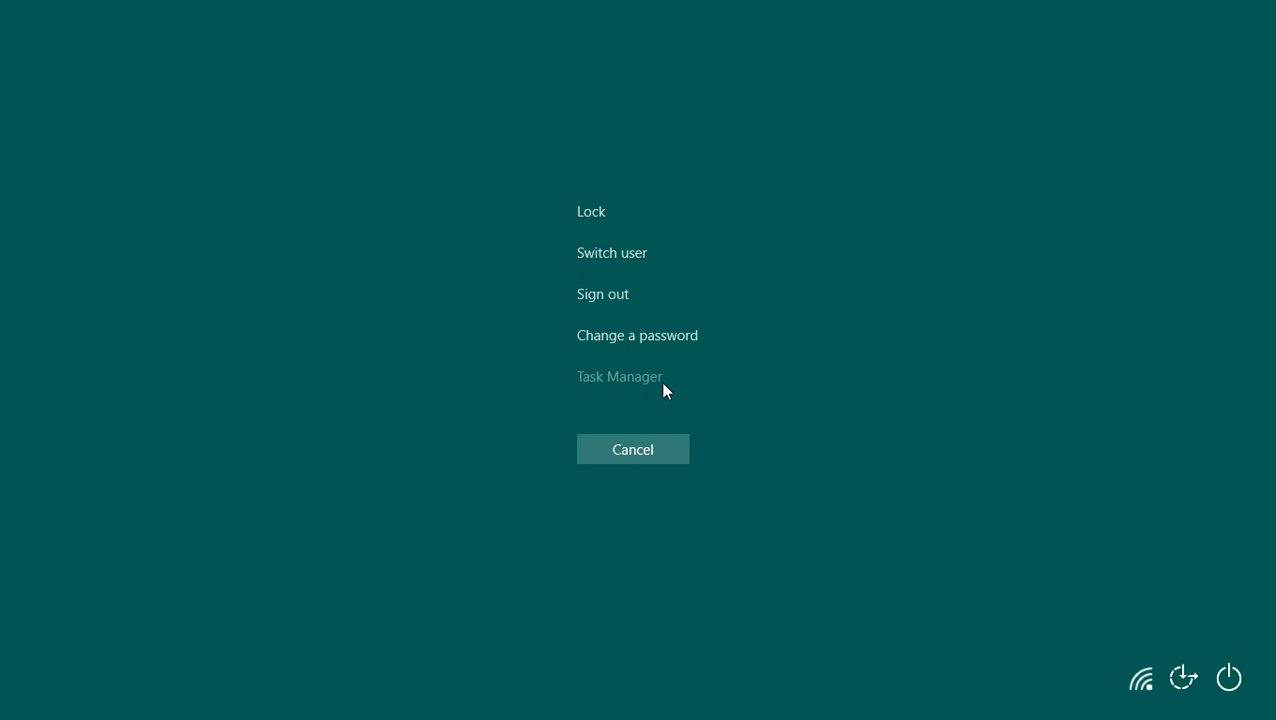 Lock
Switch user
Sign out
Change a password
Task Manager
Cancel